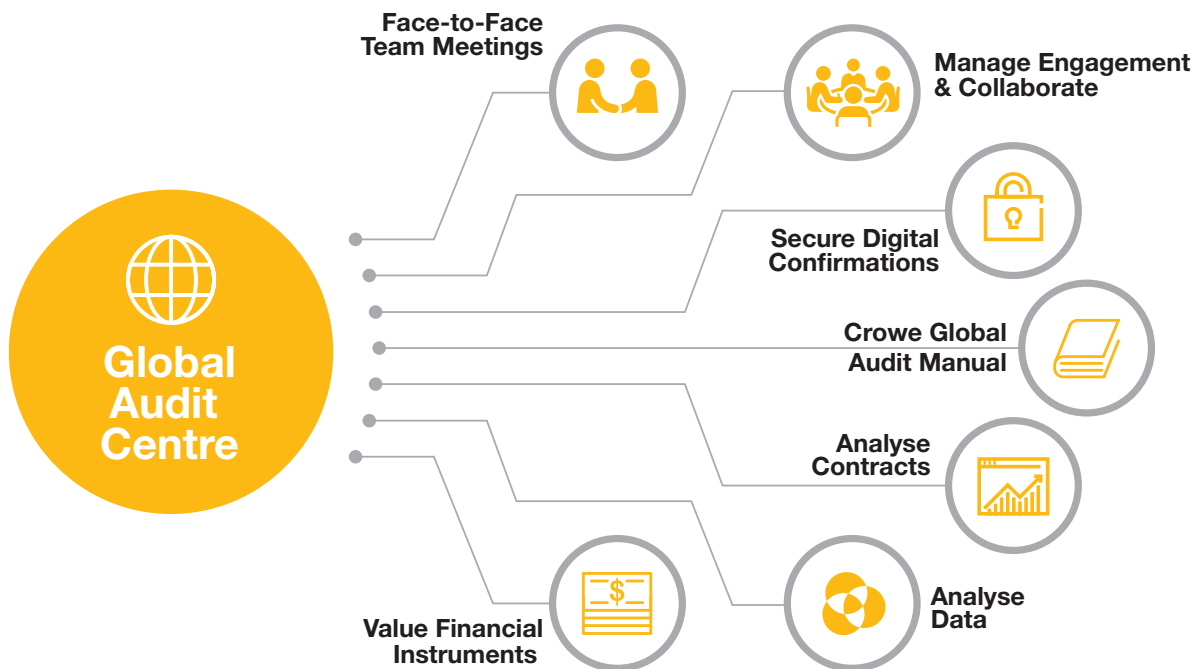 Face-to-Face
Team Meetings
Manage Engagement
& Collaborate
Secure Digital
Confirmations
Global
Audit
Centre
Crowe Global
Audit Manual
Analyse
Contracts
$
Analyse
Data
Value Financial
Instruments